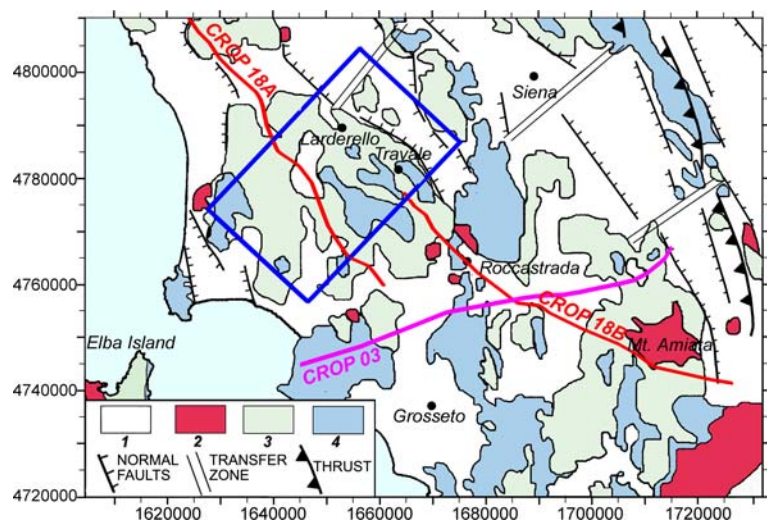 4800000
4780000
4760000
4740000
4720000
CROP 18A
Siena
Larderello
Travale
Roccastrada
CROP 18B
Mt. Amiata
CROP 03
Elba Island
Grosseto
1 2 3 4
NORMAL FAULTS
TRANSFER ZONE
THRUST
1620000 1640000 1660000 1680000 1700000 1720000